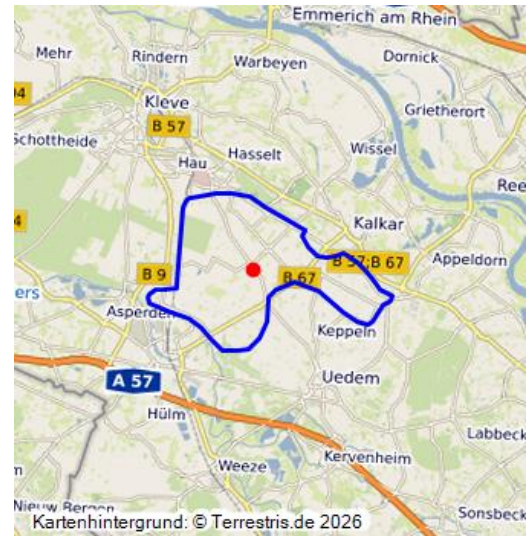 Emmerich am Rhein
Mehr
Rindern
Warbeyen
Dornick
Kleve
Grietherort
B 57
Schottheide
Hasselt
Wissel
Hau
Ree
Kalkar
B 57;B 67
Appeldorn
B 9
B 67
Asperden
Keppeln
A 57
Uedem
Hülm
Labbeck
Kervenheim
Weeze
Sonsbeck
Kartenhintergrund: © Terrestris.de 2026